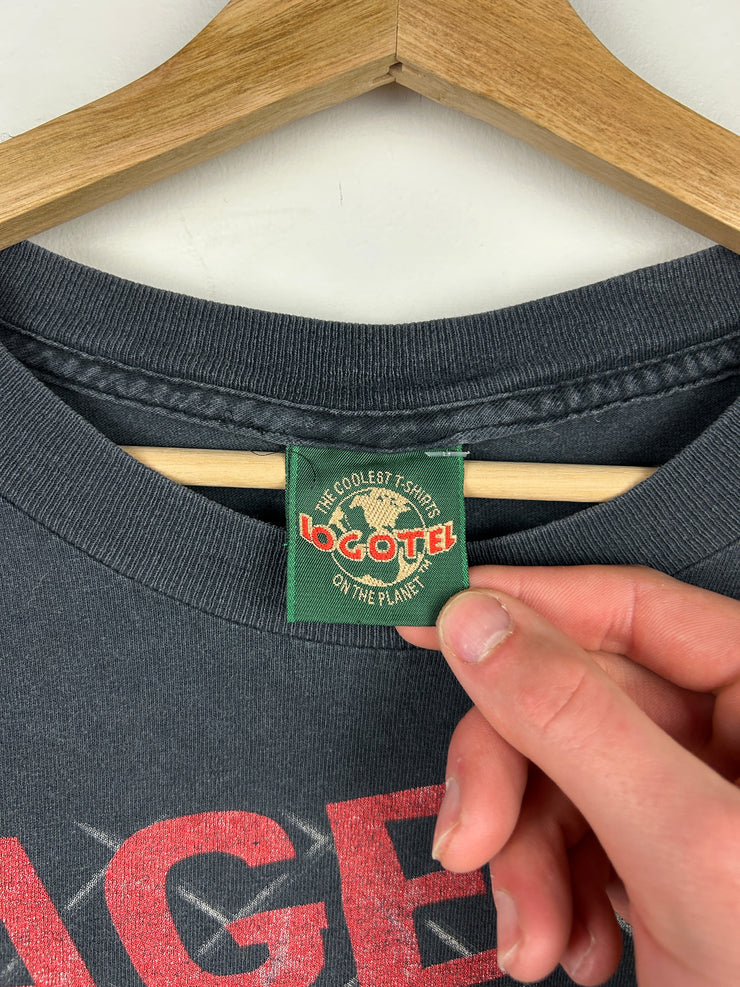 THE COOLEST T-SHIRTS
LOGOTEL
ON THE PLANET™
AGE